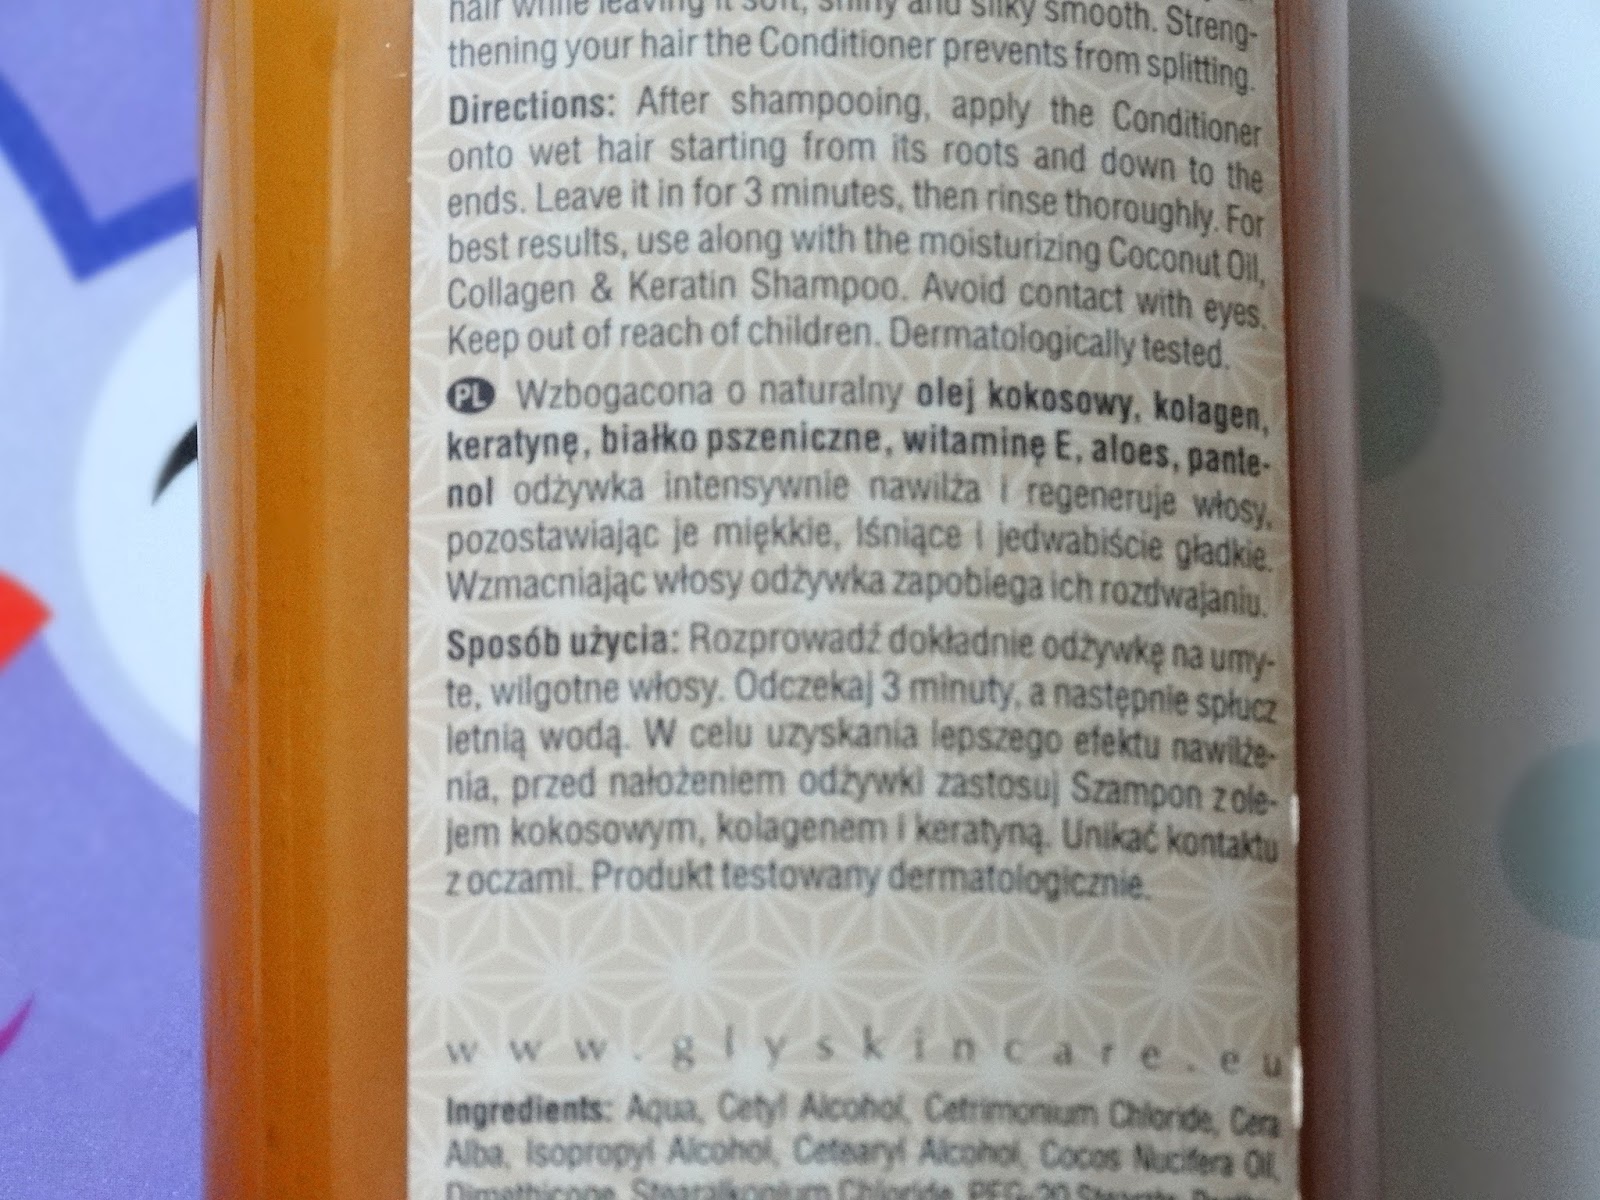 hair while leaving it soft, shiny and silky smooth. Streng-
thening your hair the Conditioner prevents from splitting.
Directions: After shampooing, apply the Conditioner
onto wet hair starting from its roots and down to the
ends. Leave it in for 3 minutes, then rinse thoroughly. For
best results, use along with the moisturizing Coconut Oil,
Collagen & Keratin Shampoo. Avoid contact with eyes.
Keep out of reach of children. Dermatologically tested.
PL Wzbogacona o naturalny olej kokosowy, kolagen,
keratynę, białko pszeniczne, witaminę E, aloes, pante-
nol odżywka intensywnie nawilża i regeneruje włosy,
pozostawiając je miękkie, lśniące i jedwabiście gładkie.
Wzmacniając włosy odżywka zapobiega ich rozdwajaniu.
Sposób użycia: Rozprowadź dokładnie odżywkę na umy-
te, wilgotne włosy. Odczekaj 3 minuty, a następnie spłucz
letnią wodą. W celu uzyskania lepszego efektu nawilże-
nia, przed nałożeniem odżywki zastosuj Szampon z ole-
jem kokosowym, kolagenem i keratyną. Unikać kontaktu
z oczami. Produkt testowany dermatologicznie.
www.glyskincare.eu
Ingredients: Aqua, Cetyl Alcohol, Cetrimonium Chloride, Cera
Alba, Isopropyl Alcohol, Cetearyl Alcohol, Cocos Nucifera Oil,
Dimethicone, Stearalkonium Chloride, PEG-20 Stearate,